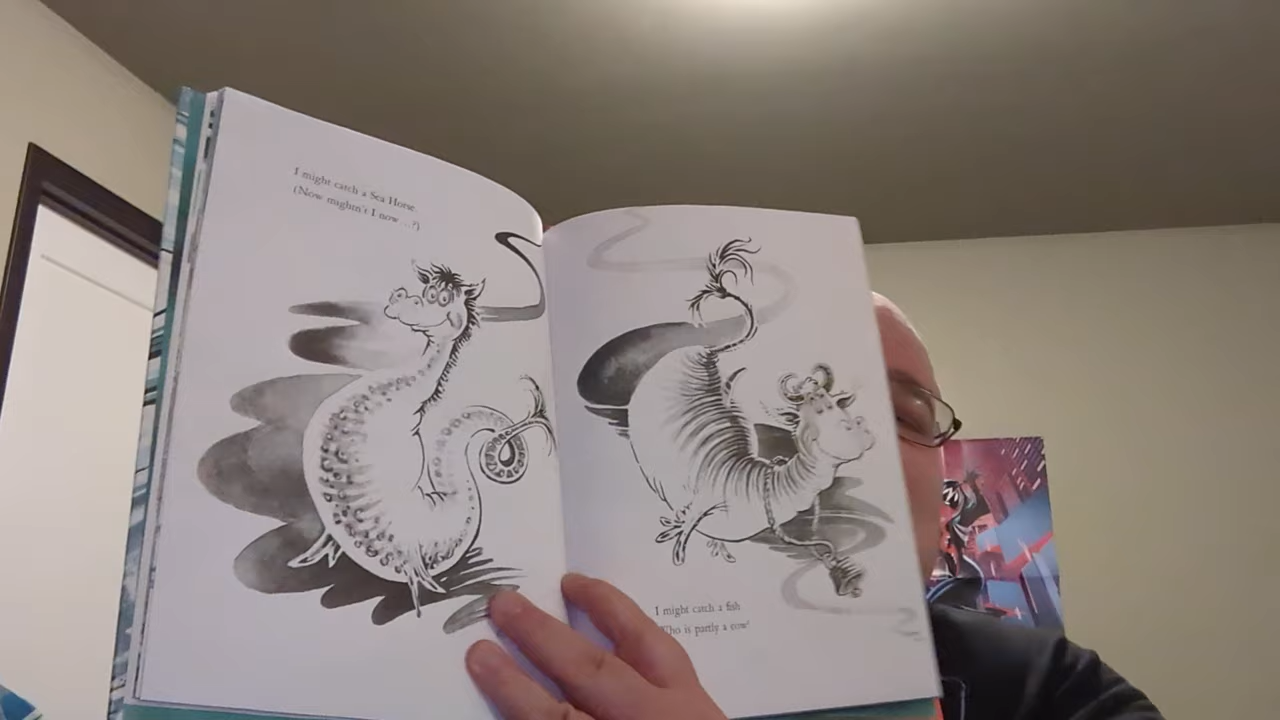 I might catch a Sea Horse.
(Now mightn't I now...?)
I might catch a fish
Who is partly a cow!